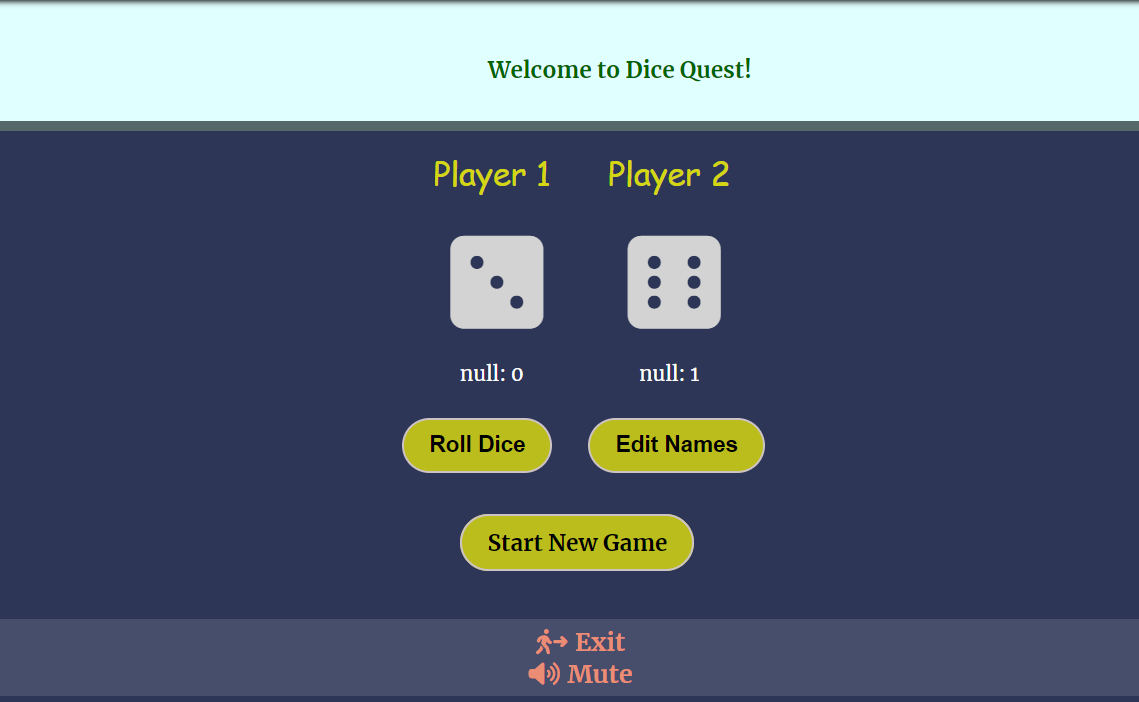 Welcome to Dice Quest!
Player 1 Player 2
null: 0 null: 1
Roll Dice Edit Names
Start New Game
Exit
Mute